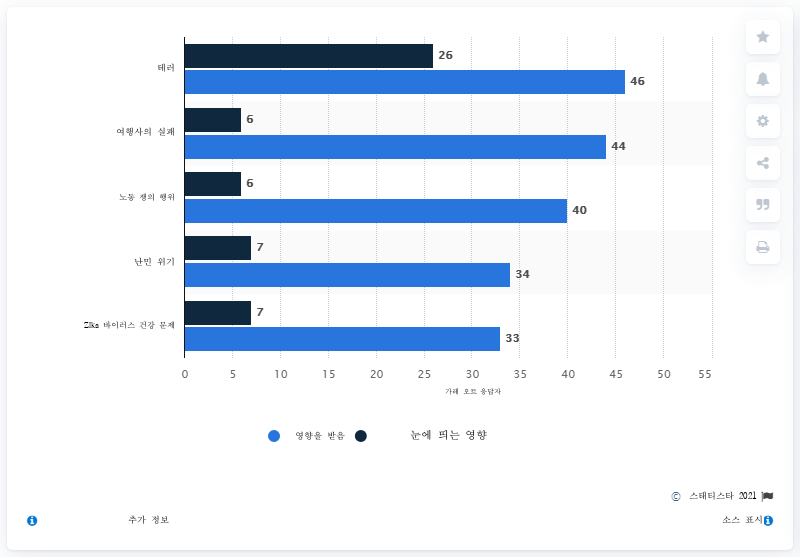 테러
26
46
여행사의 실패
6
44
노동 쟁의 행위
6
40
난민 위기
7
34
Zika 바이러스 건강 문제
7
33
0 5 10 15 20 25 30 35 40 45 50 55
가레 오트 응답자
영향을 받음 눈에 띄는 영향
© 스태티스타 2021
추가 정보 소스 표시